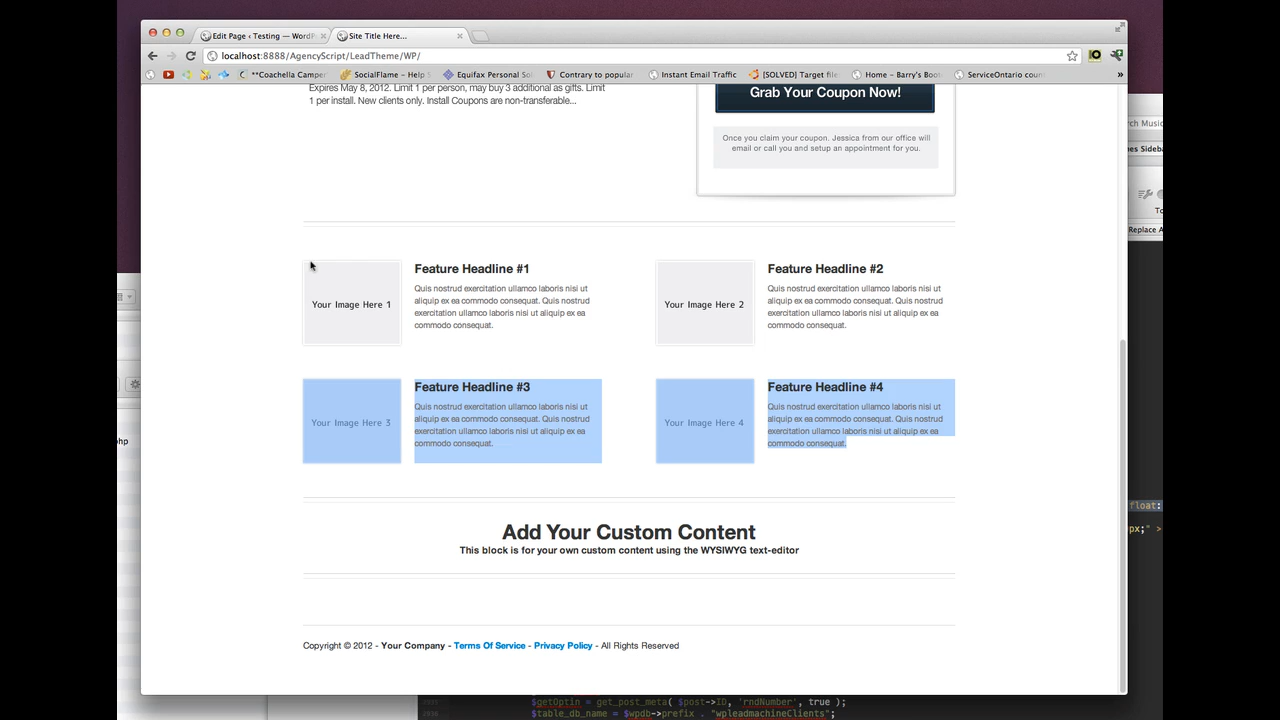 Edit Page ‹ Testing — WordP
Site Title Here...
localhost:8888/AgencyScript/LeadTheme/WP/
**Coachella Camper
SocialFlame - Help S
Equifax Personal So
Contrary to popular
Instant Email Traffic
[SOLVED] Target file
Home - Barry's Boot
ServiceOntario coun
»
Expires May 8, 2012. Limit 1 per person, may buy 3 additional as gifts. Limit
1 per install. New clients only. Install Coupons are non-transferable...
Grab Your Coupon Now!
Once you claim your coupon. Jessica from our office will
email or call you and setup an appointment for you.
Your Image Here 1
Feature Headline #1
Quis nostrud exercitation ullamco laboris nisi ut
aliquip ex ea commodo consequat. Quis nostrud
exercitation ullamco laboris nisi ut aliquip ex ea
commodo consequat.
Your Image Here 2
Feature Headline #2
Quis nostrud exercitation ullamco laboris nisi ut
aliquip ex ea commodo consequat. Quis nostrud
exercitation ullamco laboris nisi ut aliquip ex ea
commodo consequat.
Your Image Here 3
Feature Headline #3
Quis nostrud exercitation ullamco laboris nisi ut
aliquip ex ea commodo consequat. Quis nostrud
exercitation ullamco laboris nisi ut aliquip ex ea
commodo consequat.
Your Image Here 4
Feature Headline #4
Quis nostrud exercitation ullamco laboris nisi ut
aliquip ex ea commodo consequat. Quis nostrud
exercitation ullamco laboris nisi ut aliquip ex ea
commodo consequat.
Add Your Custom Content
This block is for your own custom content using the WYSIWYG text-editor
Copyright © 2012 - Your Company - Terms Of Service - Privacy Policy - All Rights Reserved
rch Music
nes Sideba
To
Replace A
float:
px;" >
hp
$getOptin = get_post_meta( $post->ID, 'rndNumber', true );
$table_db_name = $wpdb->prefix . "wpleadmachineClients";